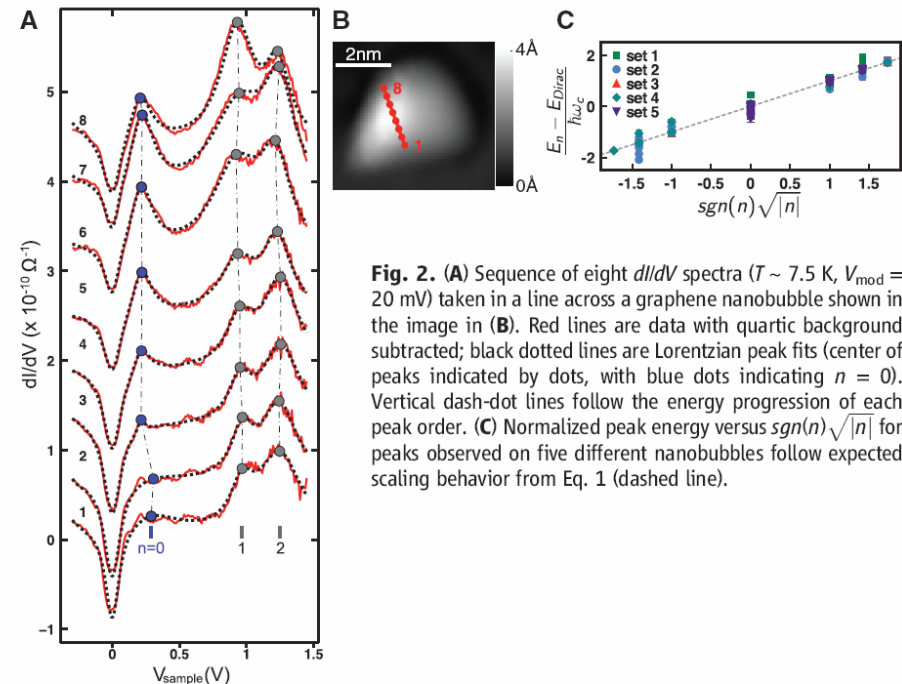 A
dI/dV (x 10⁻¹⁰ Ω⁻¹)
5
4
3
2
1
0
−1
8
7
6
5
4
3
2
1
n=0
1
2
0
0.5
1
1.5
V_sample(V)
B
2nm
8
1
4Å
0Å
C
E_n − E_Dirac
ħω_c
2
0
-2
set 1
set 2
set 3
set 4
set 5
-1.5
-1
-0.5
0
0.5
1
1.5
sgn(n)√|n|
Fig. 2. (A) Sequence of eight dI/dV spectra (T ~ 7.5 K, V_mod =
20 mV) taken in a line across a graphene nanobubble shown in
the image in (B). Red lines are data with quartic background
subtracted; black dotted lines are Lorentzian peak fits (center of
peaks indicated by dots, with blue dots indicating n = 0).
Vertical dash-dot lines follow the energy progression of each
peak order. (C) Normalized peak energy versus sgn(n)√|n| for
peaks observed on five different nanobubbles follow expected
scaling behavior from Eq. 1 (dashed line).